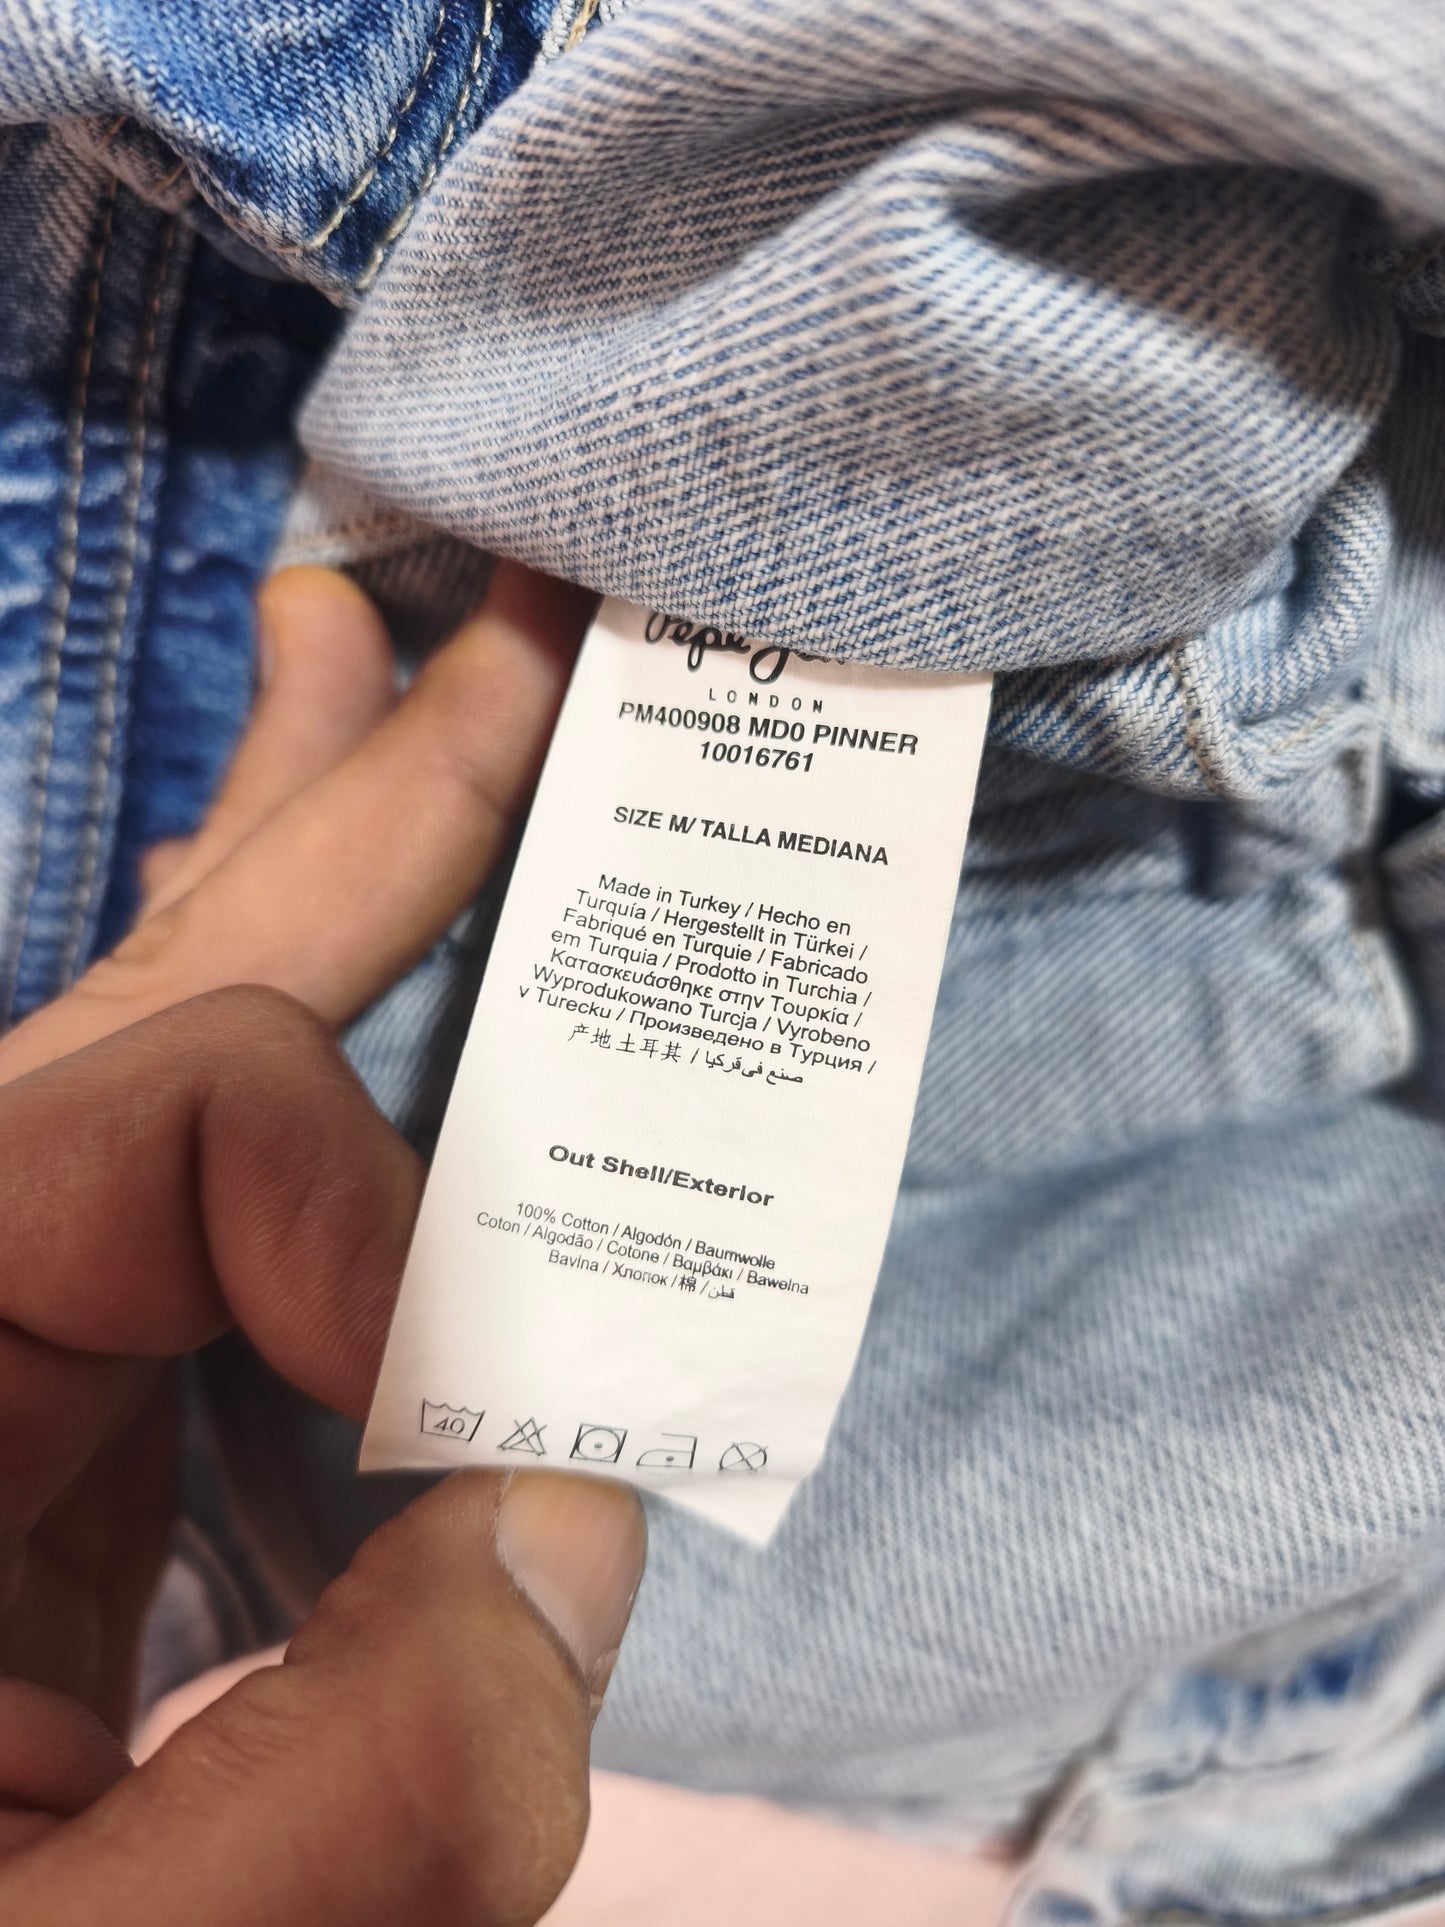 Pepe
LONDON
PM400908 MD0 PINNER
10016761
SIZE M/ TALLA MEDIANA
Made in Turkey / Hecho en
Turquía / Hergestellt in Türkei /
Fabriqué en Turquie / Fabricado
em Turquia / Prodotto in Turchia /
Κατασκευάσθηκε στην Τουρκία /
Wyprodukowano Turcja / Vyrobeno
v Turecku / Произведено в Турция /
产地 土耳其 / صنع في قركيا
Out Shell/Exterior
100% Cotton / Algodón / Baumwolle
Coton / Algodão / Cotone / Βαμβάκι / Bawełna
Bavlna / Хлопок /棉 / قطن
40